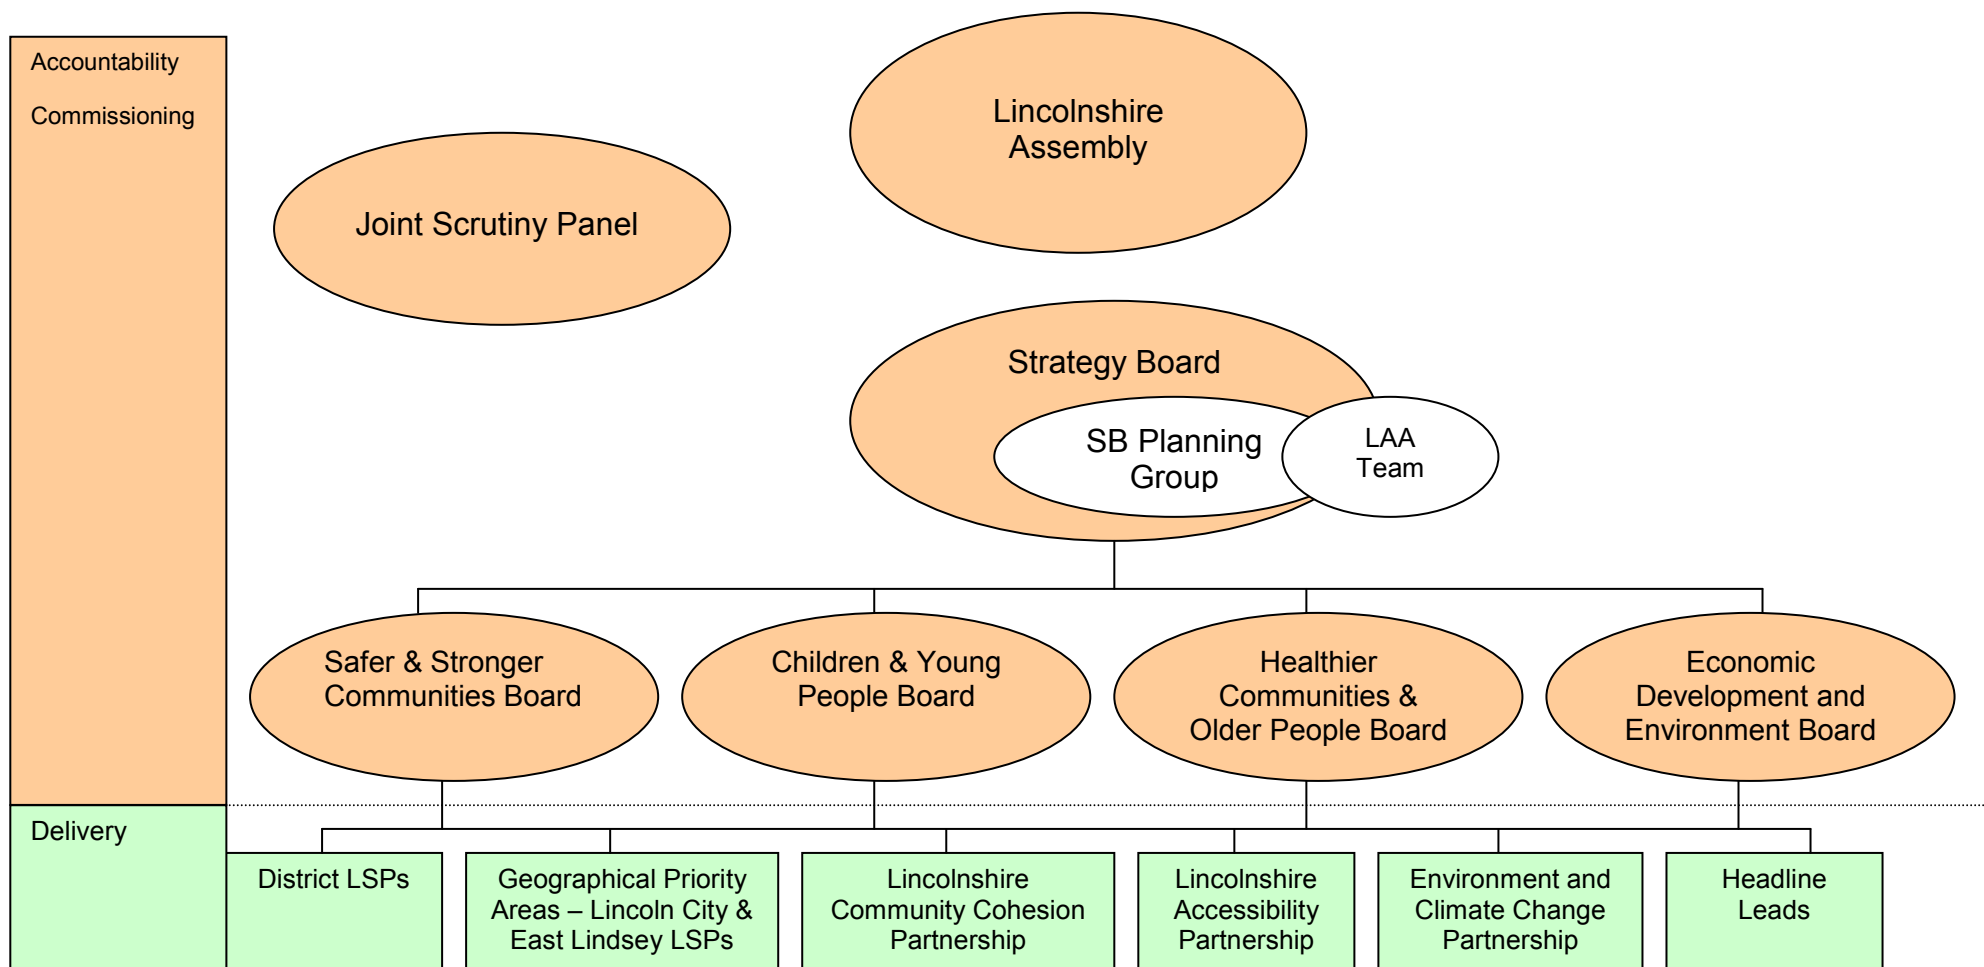 Accountability
Commissioning
Lincolnshire
Assembly
Joint Scrutiny Panel
Strategy Board
SB Planning
Group
LAA
Team
Safer & Stronger
Communities Board
Children & Young
People Board
Healthier
Communities &
Older People Board
Economic
Development and
Environment Board
Delivery
District LSPs
Geographical Priority
Areas – Lincoln City &
East Lindsey LSPs
Lincolnshire
Community Cohesion
Partnership
Lincolnshire
Accessibility
Partnership
Environment and
Climate Change
Partnership
Headline
Leads